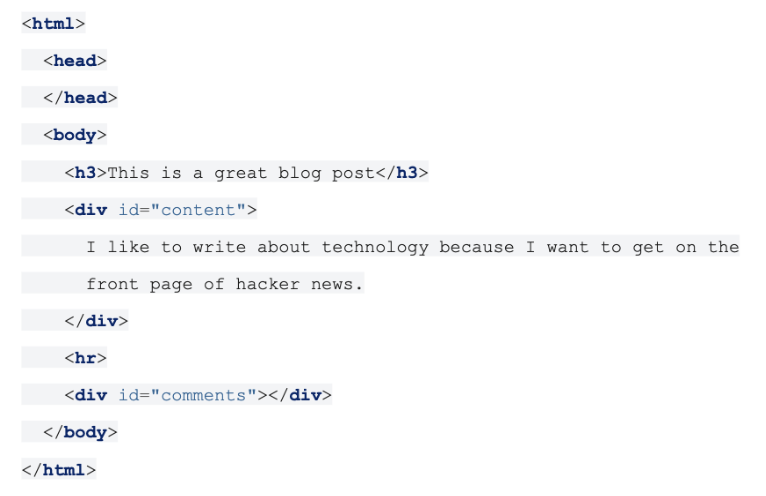 <html>
  <head>
  </head>
  <body>
    <h3>This is a great blog post</h3>
    <div id="content">
      I like to write about technology because I want to get on the
      front page of hacker news.
    </div>
    <hr>
    <div id="comments"></div>
  </body>
</html>